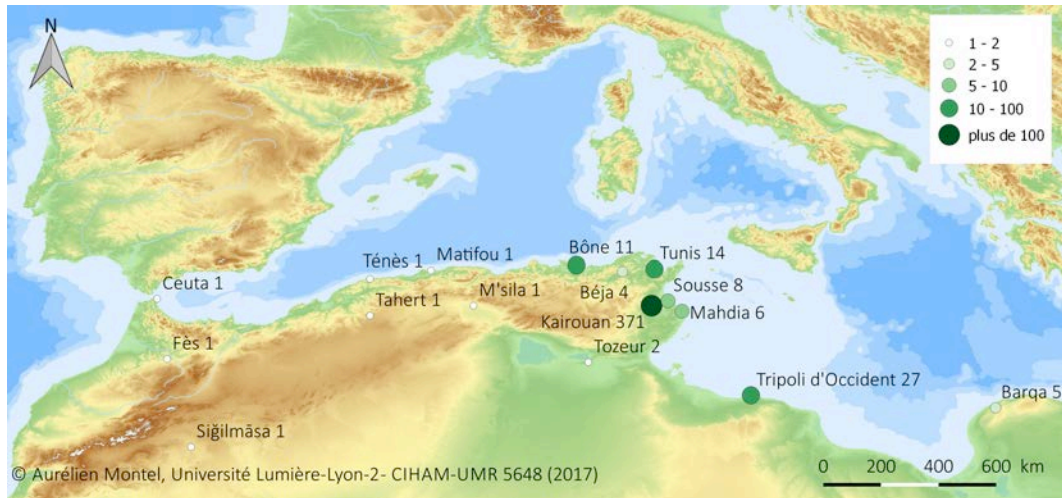 N
1 - 2
2 - 5
5 - 10
10 - 100
plus de 100
Bône 11
Tunis 14
Ténès 1
Matifou 1
Ceuta 1
Béja 4
Sousse 8
Tahert 1
M'sila 1
Mahdia 6
Kairouan 371
Fès 1
Tozeur 2
Tripoli d'Occident 27
Barqa 5
Siğilmāsa 1
© Aurélien Montel, Université Lumière-Lyon-2- CIHAM-UMR 5648 (2017)
0 200 400 600 km